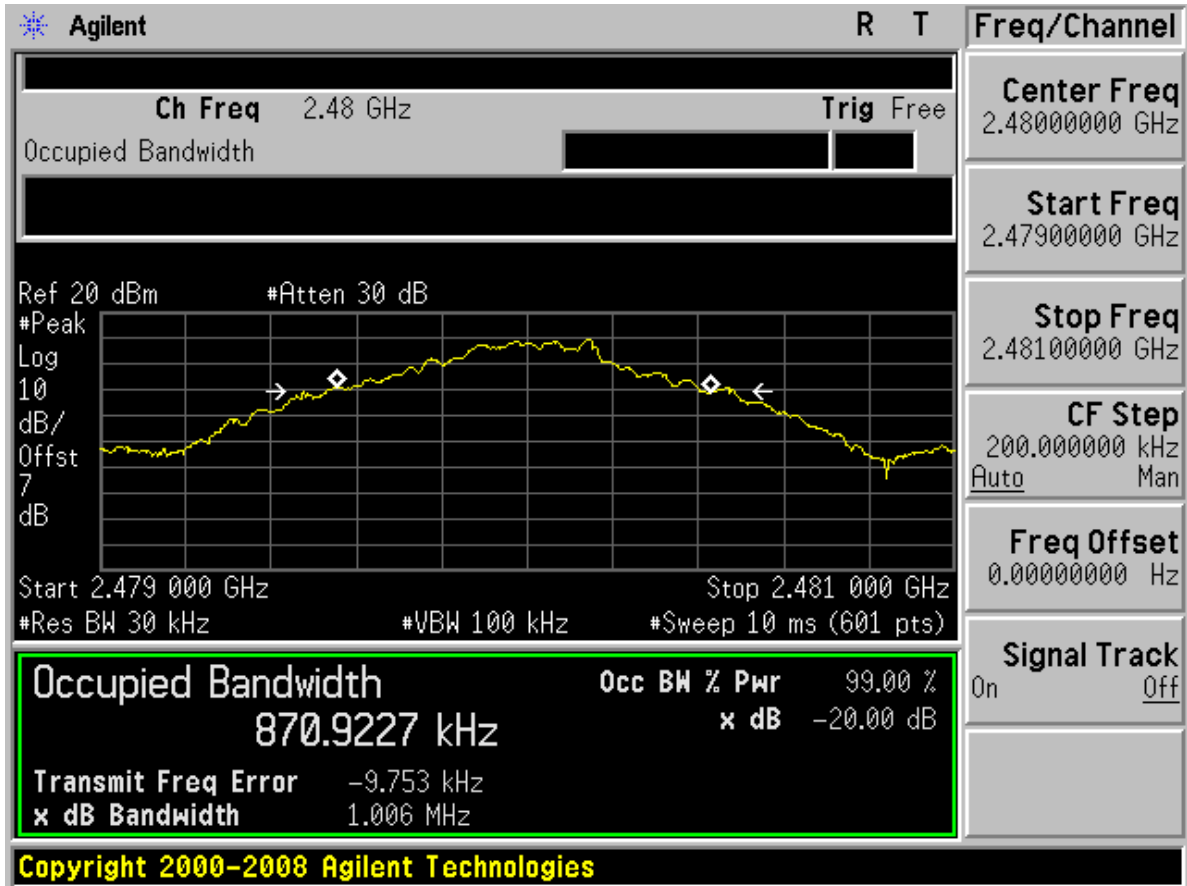 Agilent R T
Ch Freq 2.48 GHz Trig Free
Occupied Bandwidth
Ref 20 dBm #Atten 30 dB
#Peak
Log
10
dB/
Offst
7
dB
Start 2.479 000 GHz Stop 2.481 000 GHz
#Res BW 30 kHz #VBW 100 kHz #Sweep 10 ms (601 pts)
Occupied Bandwidth
870.9227 kHz
Occ BW % Pwr 99.00 %
x dB -20.00 dB
Transmit Freq Error -9.753 kHz
x dB Bandwidth 1.006 MHz
Copyright 2000-2008 Agilent Technologies
Freq/Channel
Center Freq
2.48000000 GHz
Start Freq
2.47900000 GHz
Stop Freq
2.48100000 GHz
CF Step
200.000000 kHz
Auto Man
Freq Offset
0.00000000 Hz
Signal Track
On Off